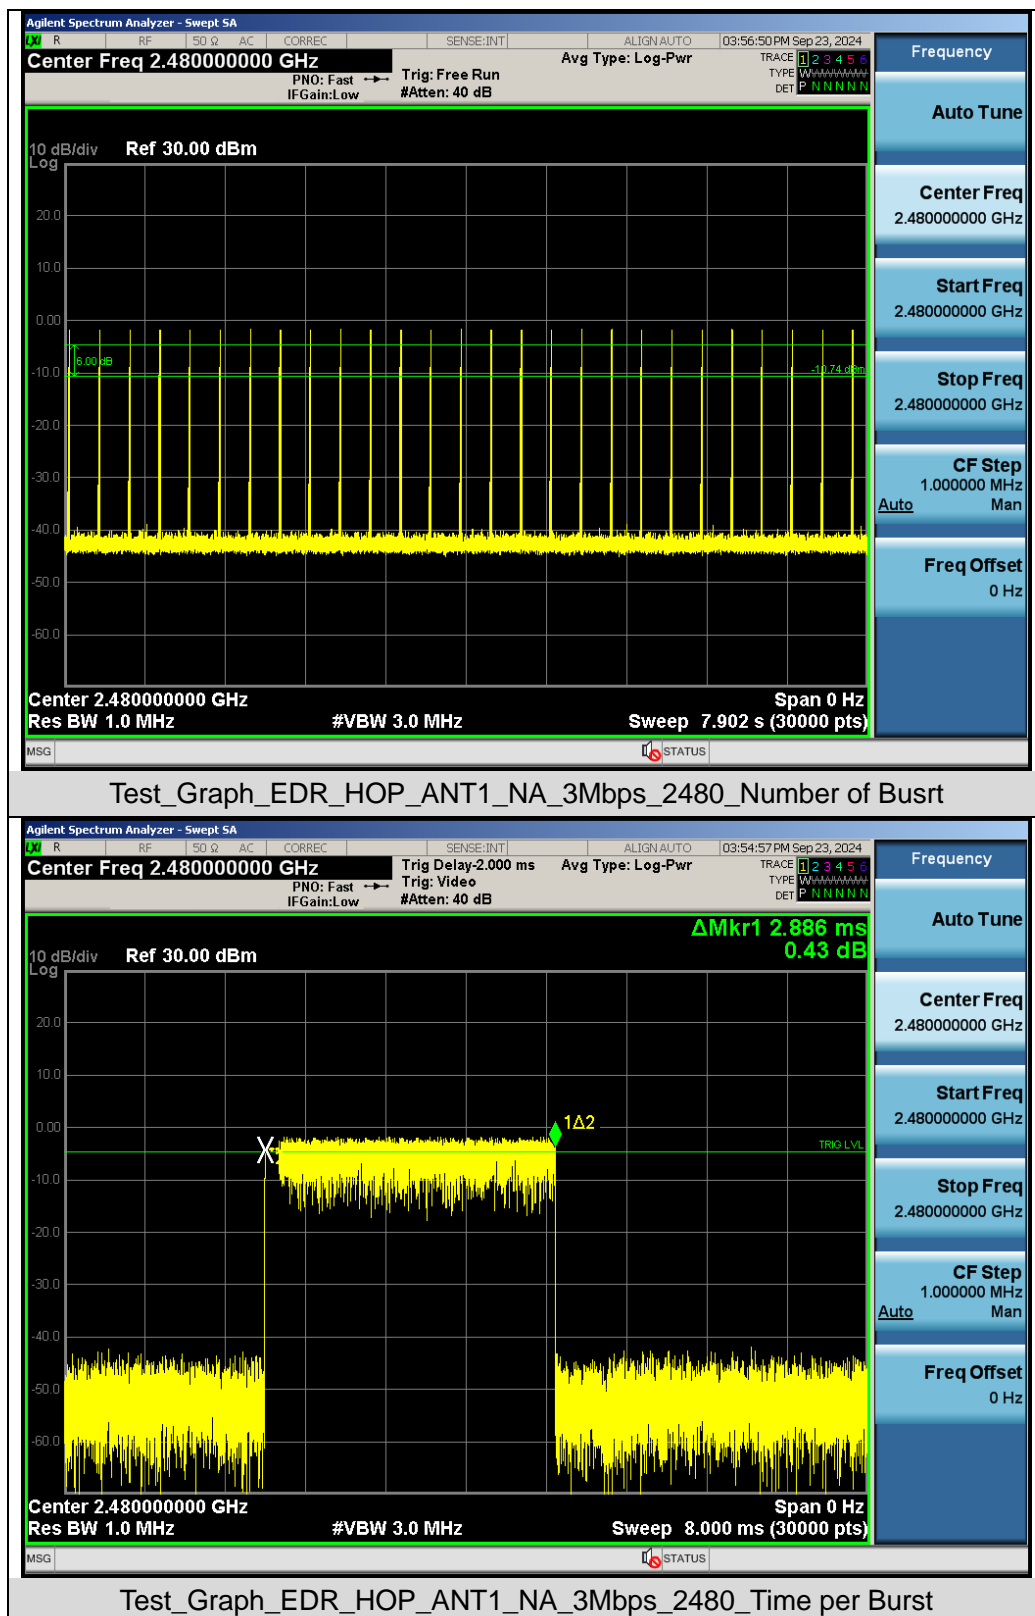 Agilent Spectrum Analyzer - Swept SA
LXI R RF 50 Ω AC CORREC SENSE:INT ALIGN AUTO 03:56:50 PM Sep 23, 2024
Center Freq 2.480000000 GHz
PNO: Fast
IFGain:Low
Trig: Free Run
#Atten: 40 dB
Avg Type: Log-Pwr
TRACE 1 2 3 4 5 6
TYPE W
DET P N N N N N
10 dB/div
Log
Ref 30.00 dBm
20.0
10.0
0.00
-10.0
-20.0
-30.0
-40.0
-50.0
-60.0
6.00 dB
-10.74 dBm
Center 2.480000000 GHz
Span 0 Hz
Res BW 1.0 MHz
#VBW 3.0 MHz
Sweep 7.902 s (30000 pts)
MSG
STATUS
Frequency
Auto Tune
Center Freq
2.480000000 GHz
Start Freq
2.480000000 GHz
Stop Freq
2.480000000 GHz
CF Step
1.000000 MHz
Auto Man
Freq Offset
0 Hz
Test_Graph_EDR_HOP_ANT1_NA_3Mbps_2480_Number of Busrt
Agilent Spectrum Analyzer - Swept SA
LXI R RF 50 Ω AC CORREC SENSE:INT ALIGN AUTO 03:54:57 PM Sep 23, 2024
Center Freq 2.480000000 GHz
PNO: Fast
IFGain:Low
Trig Delay-2.000 ms
Trig: Video
#Atten: 40 dB
Avg Type: Log-Pwr
TRACE 1 2 3 4 5 6
TYPE W
DET P N N N N N
ΔMkr1 2.886 ms
0.43 dB
10 dB/div
Log
Ref 30.00 dBm
20.0
10.0
0.00
-10.0
-20.0
-30.0
-40.0
-50.0
-60.0
1Δ2
TRIG LVL
Center 2.480000000 GHz
Span 0 Hz
Res BW 1.0 MHz
#VBW 3.0 MHz
Sweep 8.000 ms (30000 pts)
MSG
STATUS
Frequency
Auto Tune
Center Freq
2.480000000 GHz
Start Freq
2.480000000 GHz
Stop Freq
2.480000000 GHz
CF Step
1.000000 MHz
Auto Man
Freq Offset
0 Hz
Test_Graph_EDR_HOP_ANT1_NA_3Mbps_2480_Time per Burst